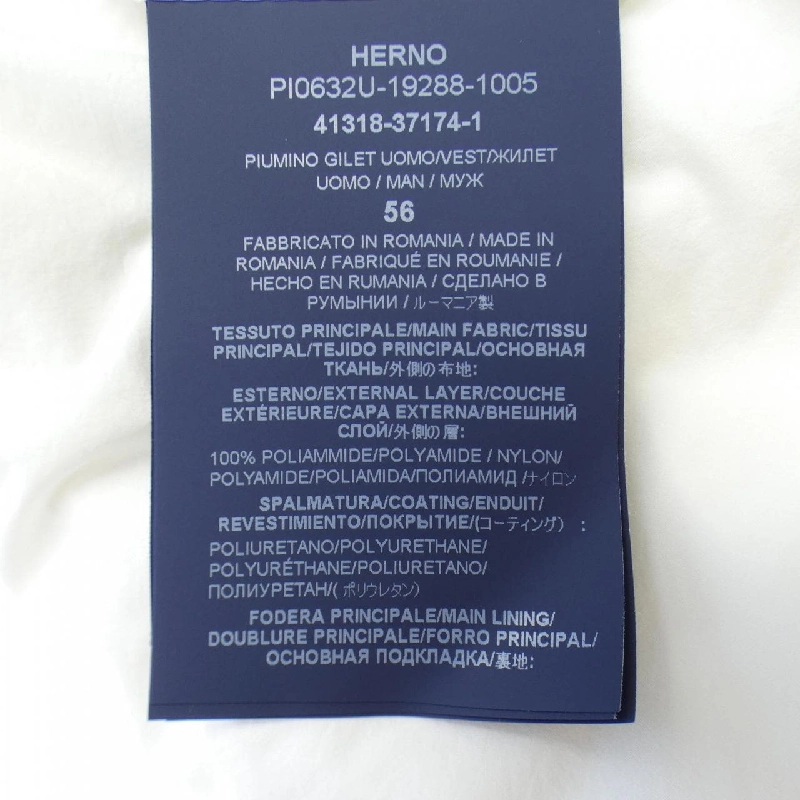 HERNO
PI0632U-19288-1005
41318-37174-1
PIUMINO GILET UOMO/VEST/ЖИЛЕТ
UOMO / MAN / МУЖ
56
FABBRICATO IN ROMANIA / MADE IN
ROMANIA / FABRIQUÉ EN ROUMANIE /
HECHO EN RUMANIA / СДЕЛАНО В
РУМЫНИИ / ルーマニア製
TESSUTO PRINCIPALE/MAIN FABRIC/TISSU
PRINCIPAL/TEJIDO PRINCIPAL/ОСНОВНАЯ
ТКАНЬ/外側の布地:
ESTERNO/EXTERNAL LAYER/COUCHE
EXTÉRIEURE/CAPA EXTERNA/ВНЕШНИЙ
СЛОЙ/外側の層:
100% POLIAMMIDE/POLYAMIDE / NYLON/
POLYAMIDE/POLIAMIDA/ПОЛИАМИД /ナイロン
SPALMATURA/COATING/ENDUIT/
REVESTIMIENTO/ПОКРЫТИЕ/(コーティング) :
POLIURETANO/POLYURETHANE/
POLYURÉTHANE/POLIURETANO/
ПОЛИУРЕТАН/( ポリウレタン)
FODERA PRINCIPALE/MAIN LINING/
DOUBLURE PRINCIPALE/FORRO PRINCIPAL/
ОСНОВНАЯ ПОДКЛАДКА/裏地: